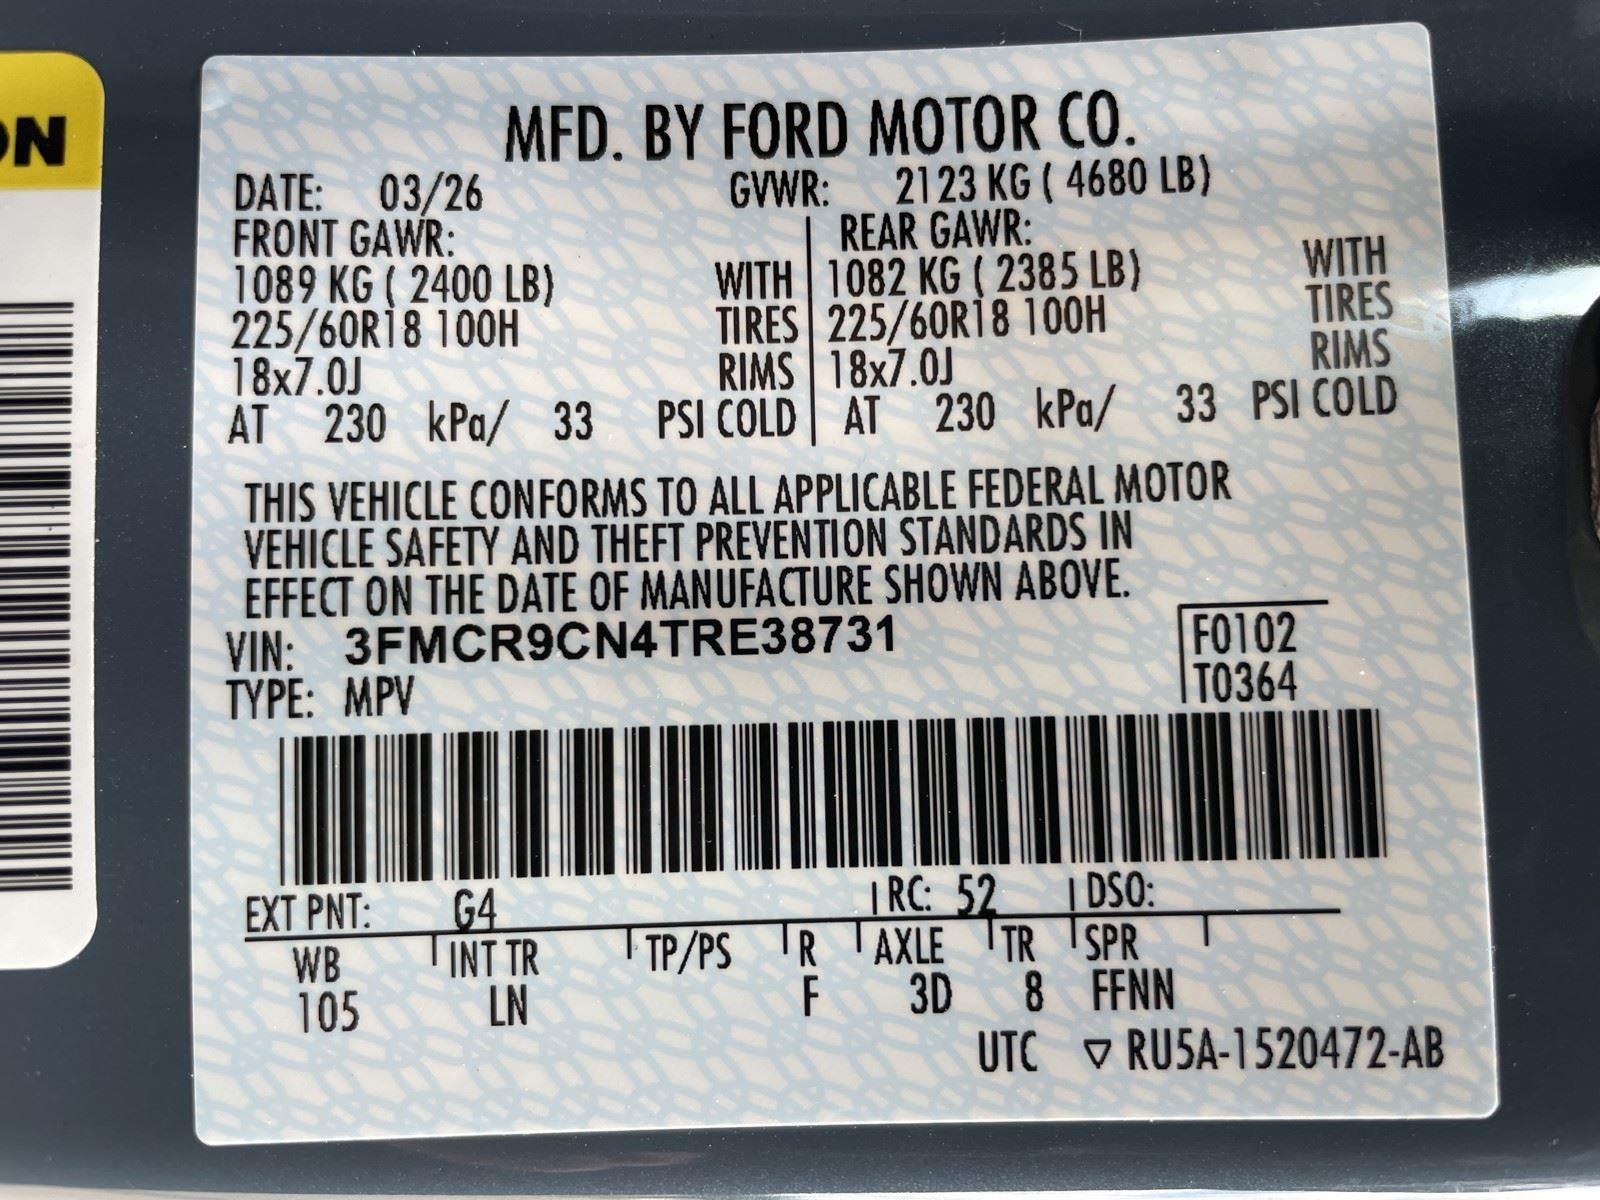 ON
MFD. BY FORD MOTOR CO.
DATE: 03/26 GVWR: 2123 KG ( 4680 LB)
FRONT GAWR: REAR GAWR:
1089 KG ( 2400 LB) WITH 1082 KG ( 2385 LB) WITH
225/60R18 100H TIRES 225/60R18 100H TIRES
18x7.0J RIMS 18x7.0J RIMS
AT 230 kPa/ 33 PSI COLD AT 230 kPa/ 33 PSI COLD
THIS VEHICLE CONFORMS TO ALL APPLICABLE FEDERAL MOTOR
VEHICLE SAFETY AND THEFT PREVENTION STANDARDS IN
EFFECT ON THE DATE OF MANUFACTURE SHOWN ABOVE.
VIN: 3FMCR9CN4TRE38731 F0102
TYPE: MPV T0364
EXT PNT: G4 RC: 52 DSO:
WB INT TR TP/PS R AXLE TR SPR
105 LN F 3D 8 FFNN
UTC ▽ RU5A-1520472-AB